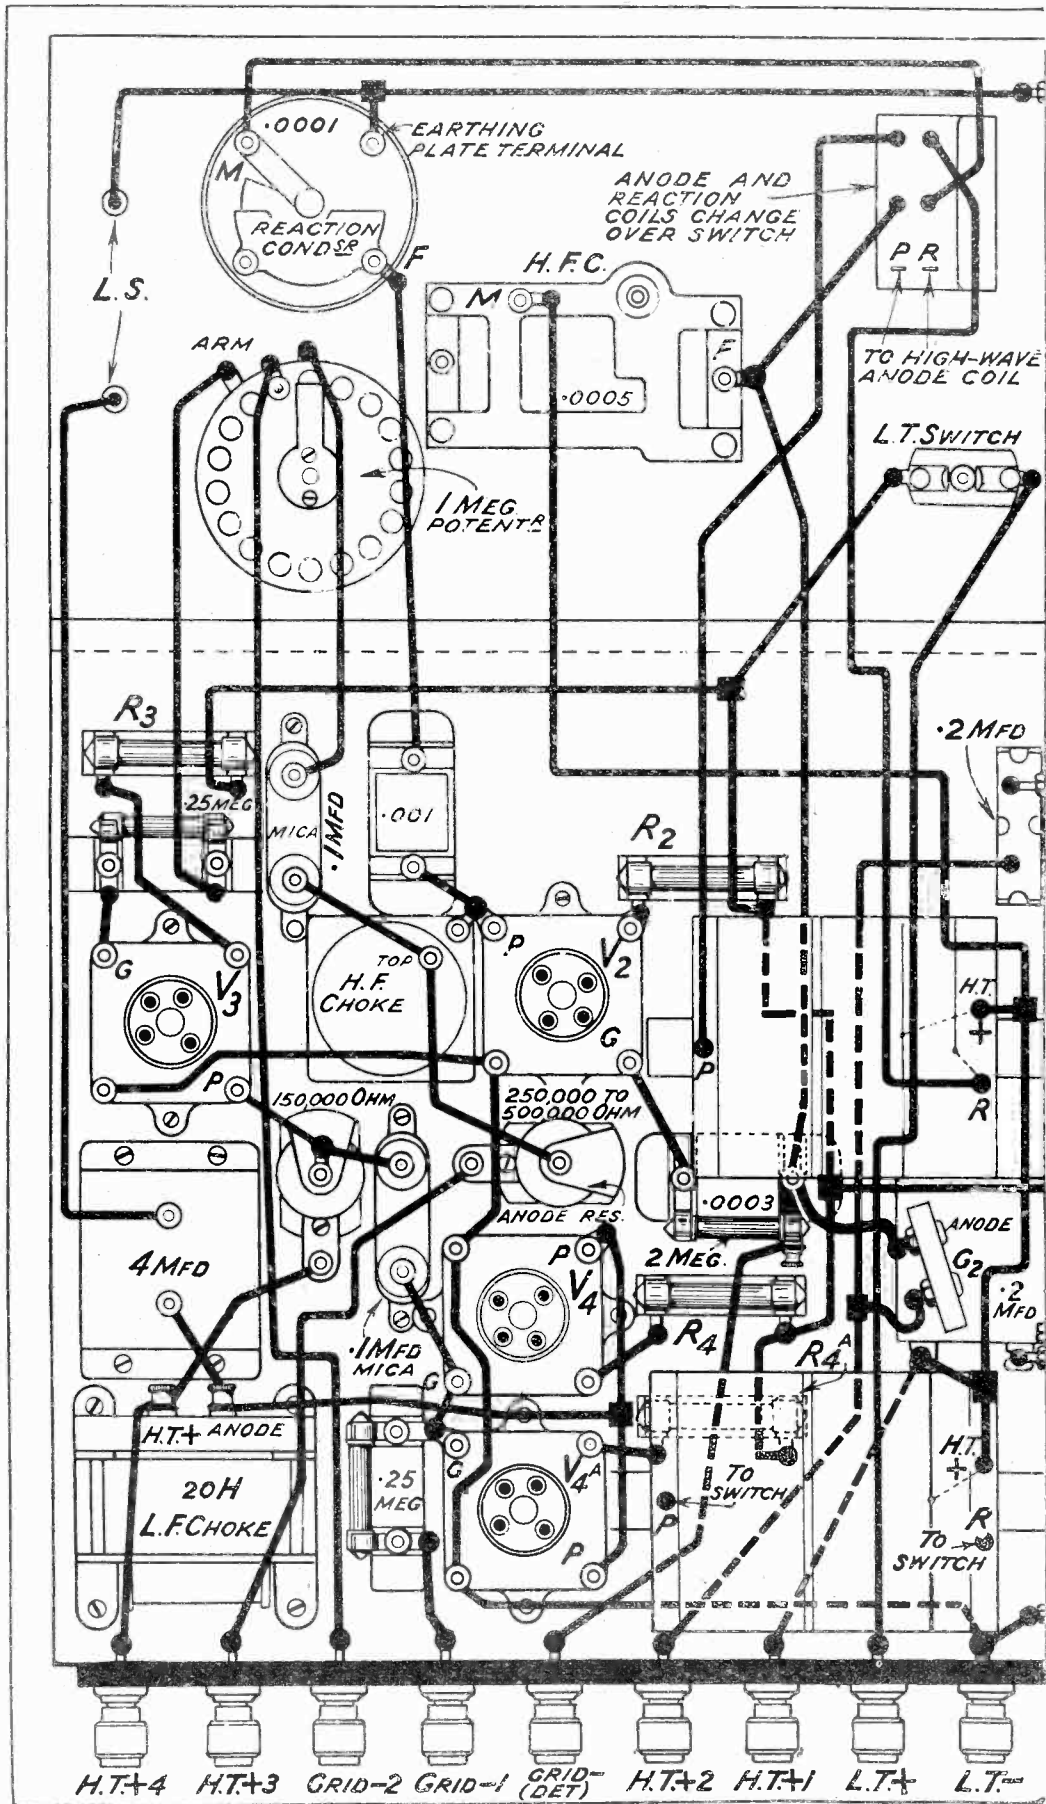 .0001
EARTHING
PLATE TERMINAL
M
REACTION
CONDSR
F
L.S.
ANODE AND
REACTION
COILS CHANGE
OVER SWITCH
P R
H.F.C.
M
F
.0005
TO HIGH-WAVE
ANODE COIL
ARM
L.T. SWITCH
1 MEG
POTENTR
R3
.25 MEG
MICA
.1 MFD
.001
R2
.2 MFD
G
V3
P
TOP
H.F.
CHOKE
P
V2
G
P
H.T.
+
R
150,000 OHM
250,000 TO
500,000 OHM
ANODE RES.
.0003
2 MEG.
ANODE
G2
.2
MFD
4 MFD
P
V4
G
R4
R4A
.1 MFD
MICA
H.T.+ ANODE
20H
L.F. CHOKE
.25
MEG
G
V4A
P
TO
SWITCH
P
H.T.
+
R
TO
SWITCH
H.T.+4 H.T.+3 GRID-2 GRID-1 GRID- (DET) H.T.+2 H.T.+1 L.T.+ L.T.-